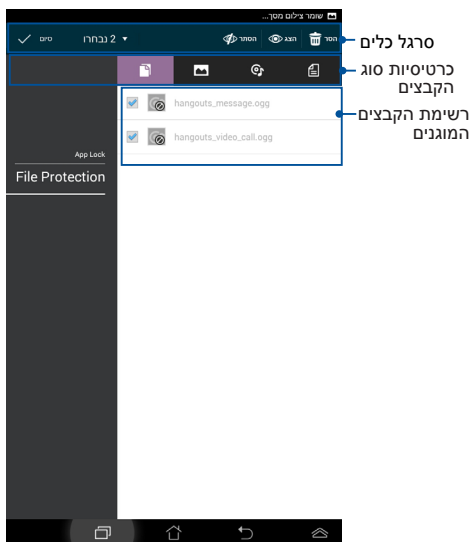 שומר צילום מסך...
הסר הצג הסתר 2 נבחרו סיום
סרגל כלים
כרטיסיות סוג
הקבצים
hangouts_message.ogg
רשימת הקבצים
המוגנים
hangouts_video_call.ogg
App Lock
File Protection